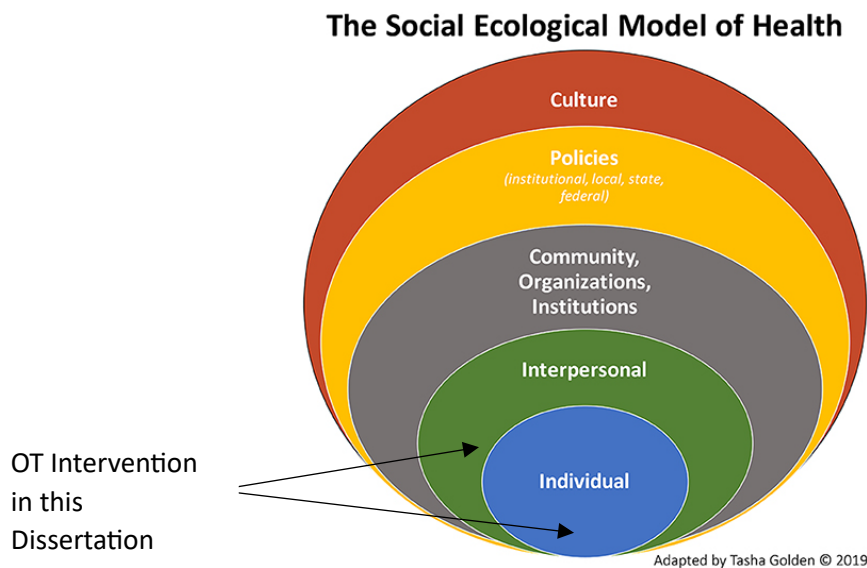 The Social Ecological Model of Health
Culture
Policies
(institutional, local, state,
federal)
Community,
Organizations,
Institutions
Interpersonal
Individual
OT Intervention
in this
Dissertation
Adapted by Tasha Golden © 2019